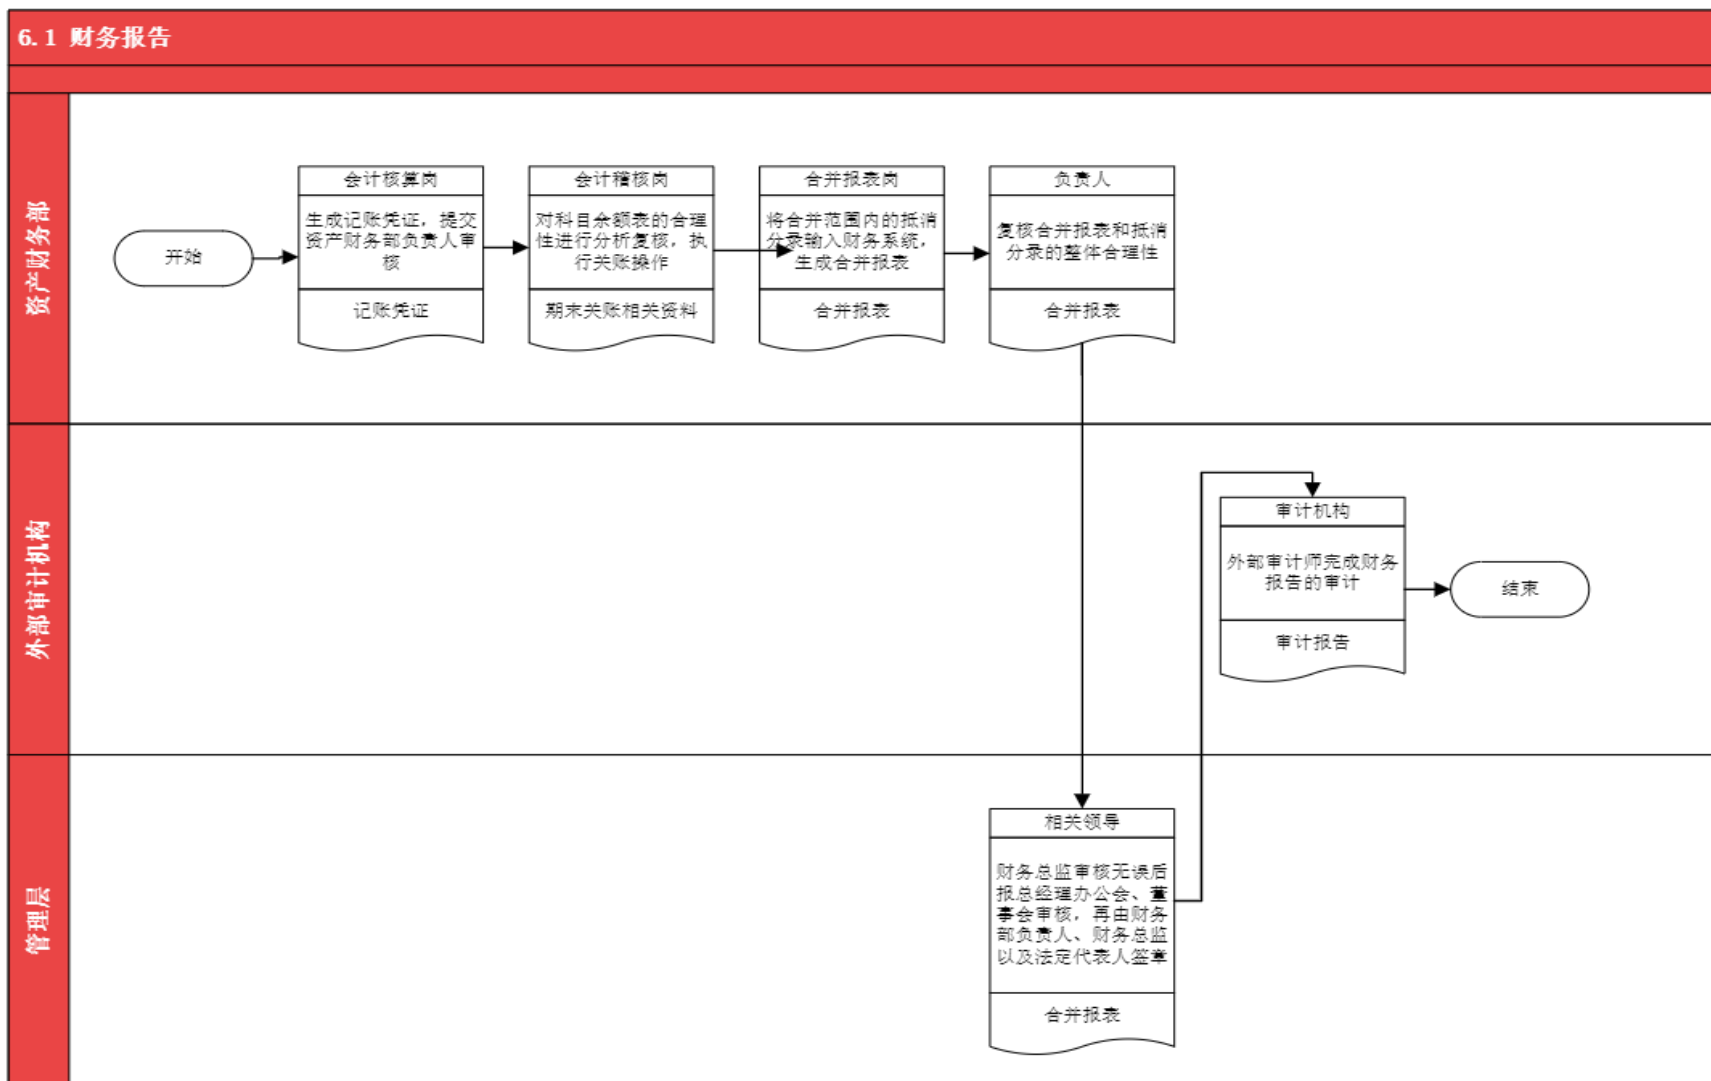 6.1 财务报告
资产财务部
开始
会计核算岗
生成记账凭证，提交
资产财务部负责人审
核
记账凭证
会计稽核岗
对科目余额表的合理
性进行分析复核，执
行关账操作
期末关账相关资料
合并报表岗
将合并范围内的抵消
分录输入财务系统，
生成合并报表
合并报表
负责人
复核合并报表和抵消
分录的整体合理性
合并报表
外部审计机构
审计机构
外部审计师完成财务
报告的审计
审计报告
结束
管理层
相关领导
财务总监审核无误后
报总经理办公会、董
事会审核，再由财务
部负责人、财务总监
以及法定代表人签章
合并报表